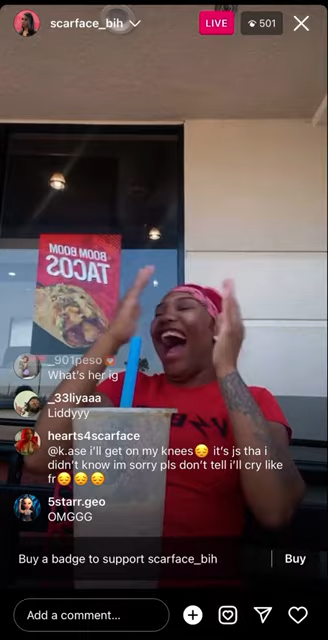 scarface_bih
LIVE
501
BOOM BOOM
TACOS
_901peso
What's her ig
_33liyaaa
Liddyyy
hearts4scarface
@k.ase i'll get on my knees😔 it's js tha i
didn't know im sorry pls don't tell i'll cry like
fr😔😔😔
5starr.geo
OMGGG
Buy a badge to support scarface_bih
Buy
Add a comment...